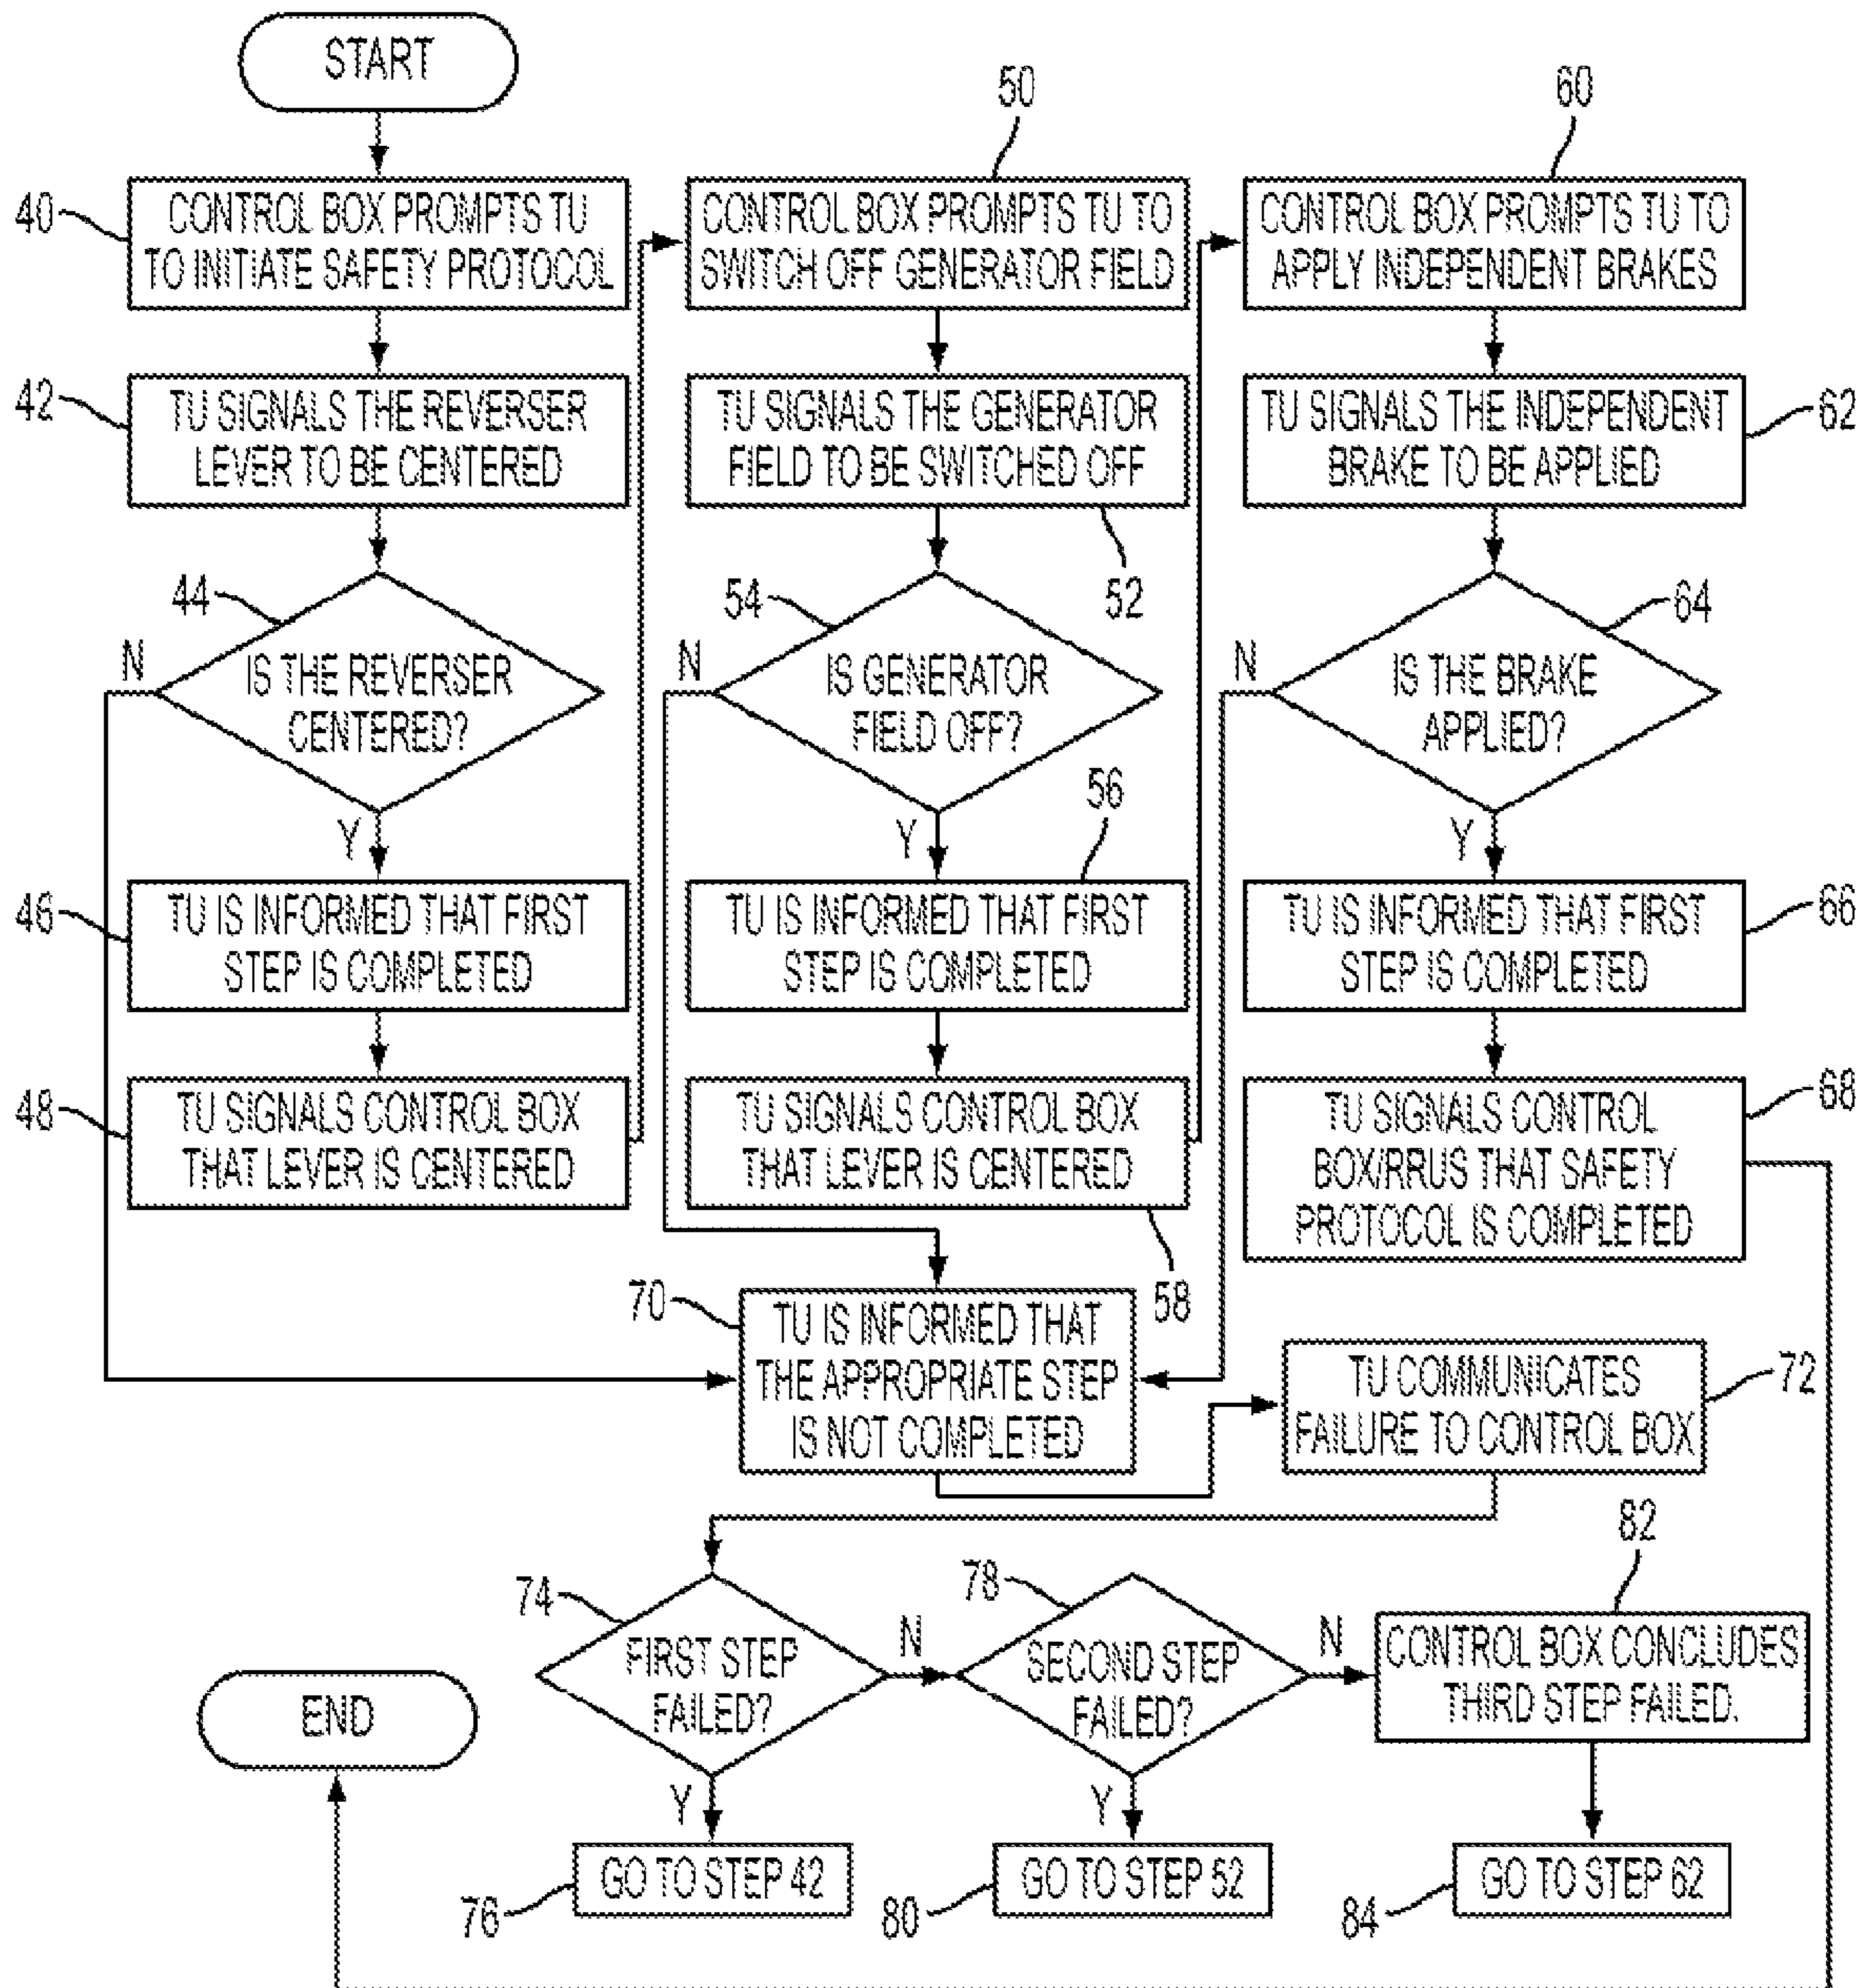 START
40
CONTROL BOX PROMPTS TU
TO INITIATE SAFETY PROTOCOL
42
TU SIGNALS THE REVERSER
LEVER TO BE CENTERED
44
N
IS THE REVERSER
CENTERED?
Y
46
TU IS INFORMED THAT FIRST
STEP IS COMPLETED
48
TU SIGNALS CONTROL BOX
THAT LEVER IS CENTERED
50
CONTROL BOX PROMPTS TU TO
SWITCH OFF GENERATOR FIELD
TU SIGNALS THE GENERATOR
FIELD TO BE SWITCHED OFF
52
54
N
IS GENERATOR
FIELD OFF?
56
Y
TU IS INFORMED THAT FIRST
STEP IS COMPLETED
TU SIGNALS CONTROL BOX
THAT LEVER IS CENTERED
58
60
CONTROL BOX PROMPTS TU TO
APPLY INDEPENDENT BRAKES
TU SIGNALS THE INDEPENDENT
BRAKE TO BE APPLIED
62
64
N
IS THE BRAKE
APPLIED?
Y
TU IS INFORMED THAT FIRST
STEP IS COMPLETED
66
TU SIGNALS CONTROL
BOX/RRUS THAT SAFETY
PROTOCOL IS COMPLETED
68
70
TU IS INFORMED THAT
THE APPROPRIATE STEP
IS NOT COMPLETED
TU COMMUNICATES
FAILURE TO CONTROL BOX
72
74
FIRST STEP
FAILED?
N
Y
78
SECOND STEP
FAILED?
N
Y
82
CONTROL BOX CONCLUDES
THIRD STEP FAILED.
END
GO TO STEP 42
76
GO TO STEP 52
80
GO TO STEP 62
84